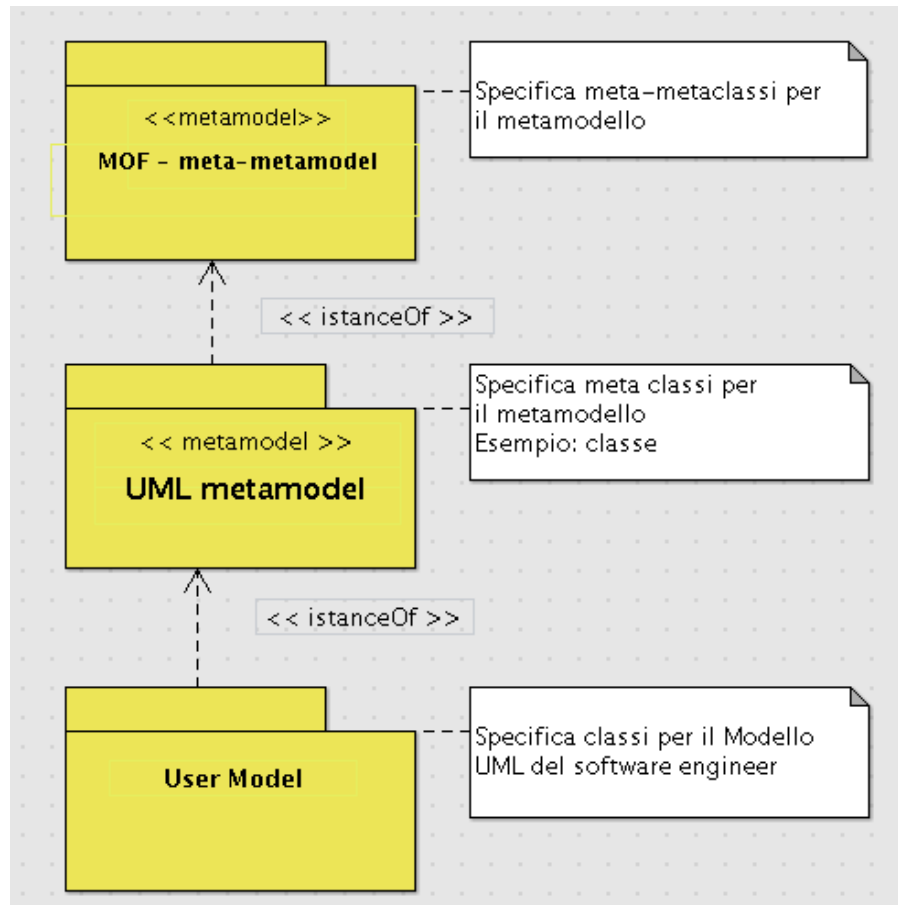 <<metamodel>>
MOF - meta-metamodel
Specifica meta-metaclassi per
il metamodello
<< istanceOf >>
<< metamodel >>
UML metamodel
Specifica meta classi per
il metamodello
Esempio: classe
<< istanceOf >>
User Model
Specifica classi per il Modello
UML del software engineer